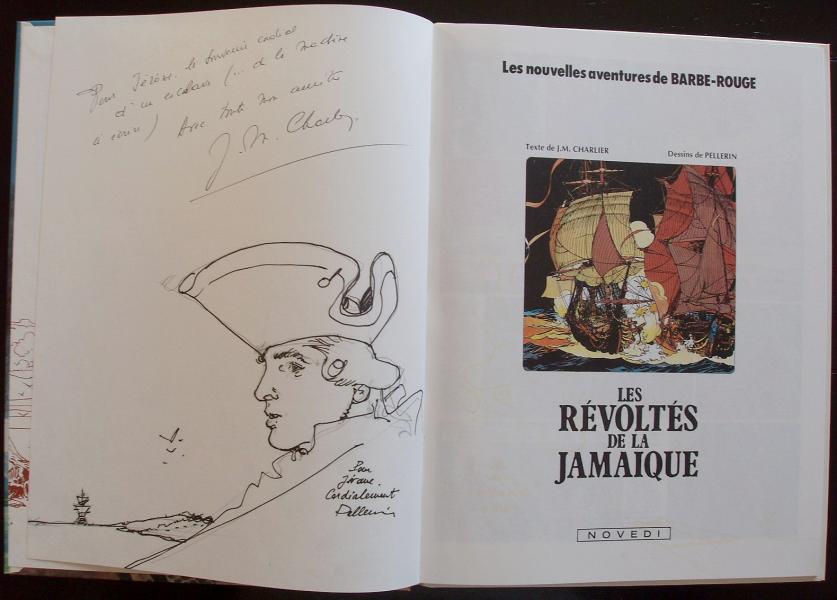 Pour Jérôme, le souvenir cordial
d'un esclave (... de la machine
à écrire) Avec toute mon amitié
J. M. Charlier
Pour
Jérôme.
Cordialement
Pellerin
Les nouvelles aventures de BARBE-ROUGE
Texte de J.M. CHARLIER Dessins de PELLERIN
LES
RÉVOLTÉS
DE LA
JAMAIQUE
NOVEDI